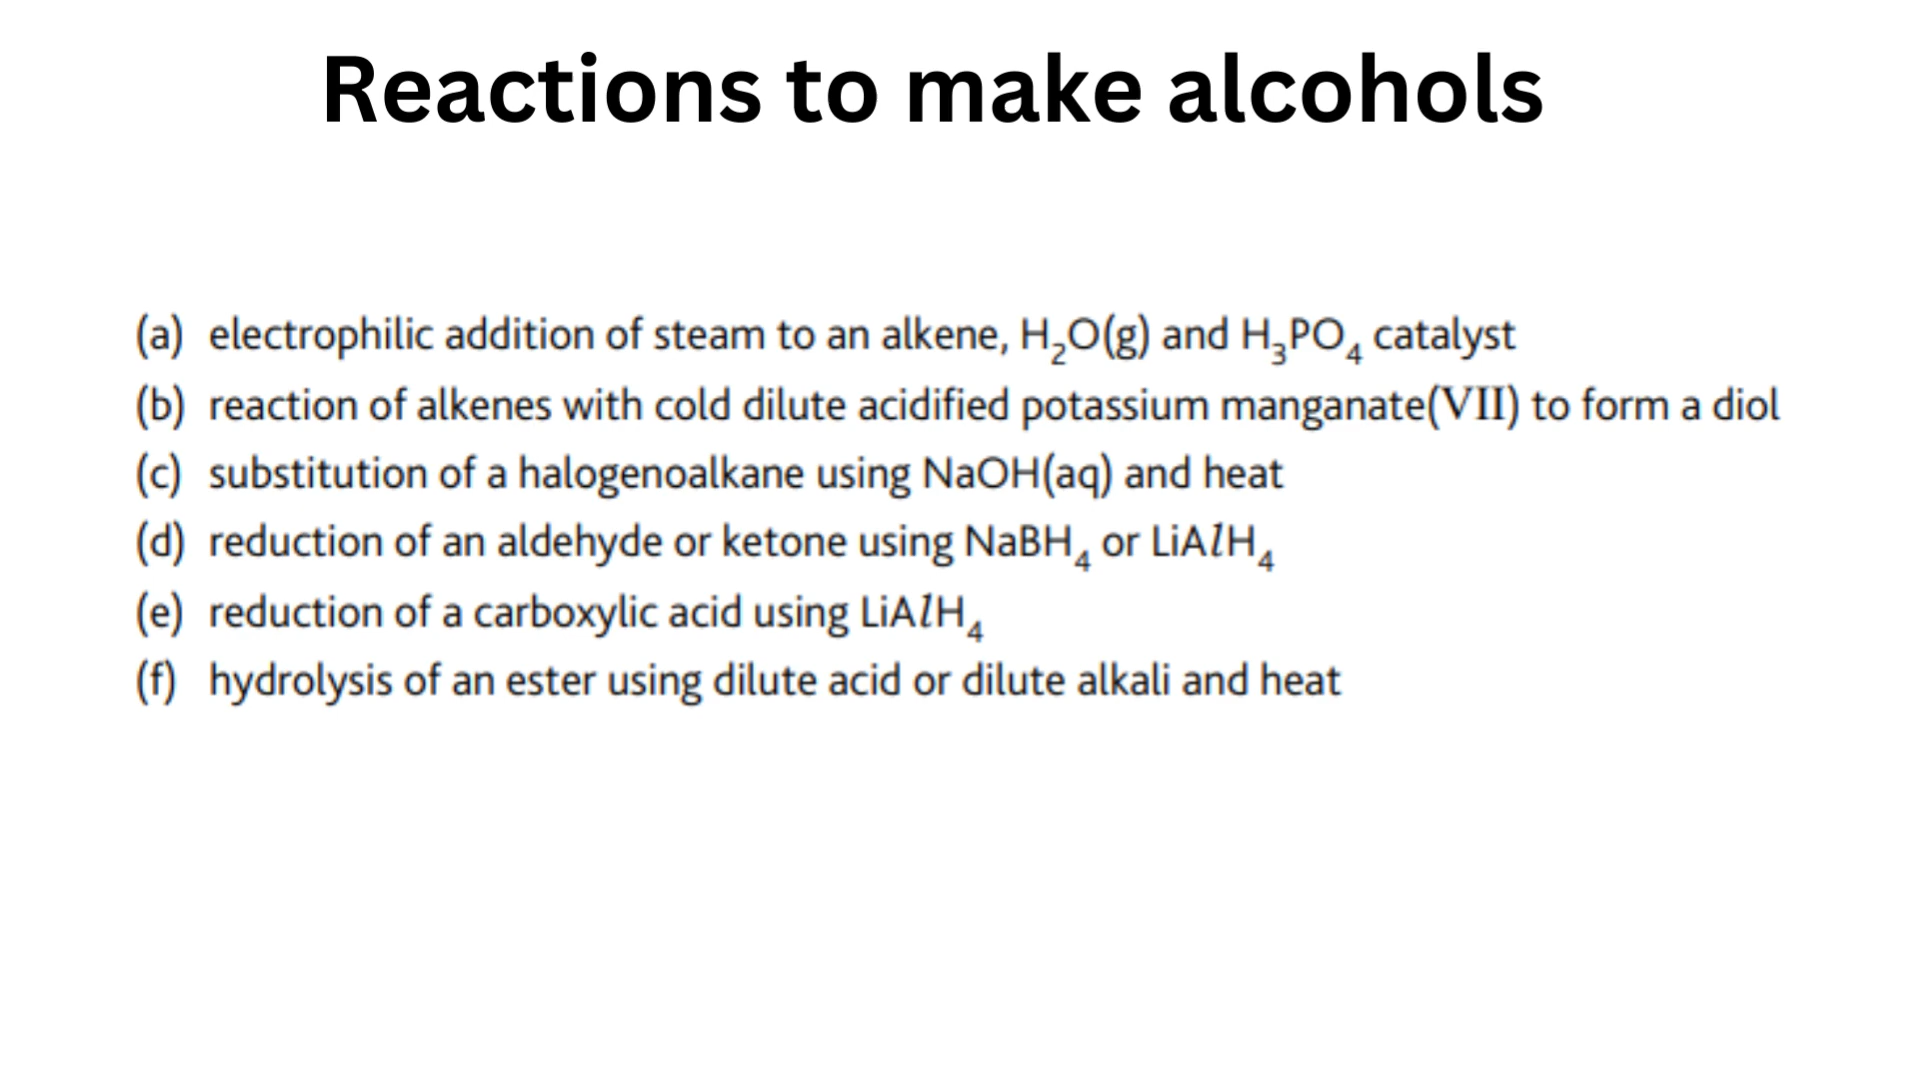 Reactions to make alcohols
(a) electrophilic addition of steam to an alkene, H₂O(g) and H₃PO₄ catalyst
(b) reaction of alkenes with cold dilute acidified potassium manganate(VII) to form a diol
(c) substitution of a halogenoalkane using NaOH(aq) and heat
(d) reduction of an aldehyde or ketone using NaBH₄ or LiAlH₄
(e) reduction of a carboxylic acid using LiAlH₄
(f) hydrolysis of an ester using dilute acid or dilute alkali and heat